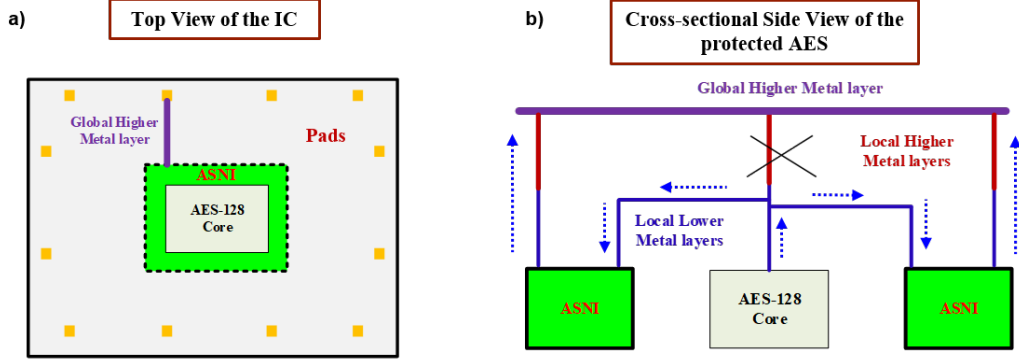 a)
Top View of the IC
Global Higher
Metal layer
Pads
ASNI
AES-128
Core
b)
Cross-sectional Side View of the
protected AES
Global Higher Metal layer
Local Higher
Metal layers
Local Lower
Metal layers
ASNI
AES-128
Core
ASNI